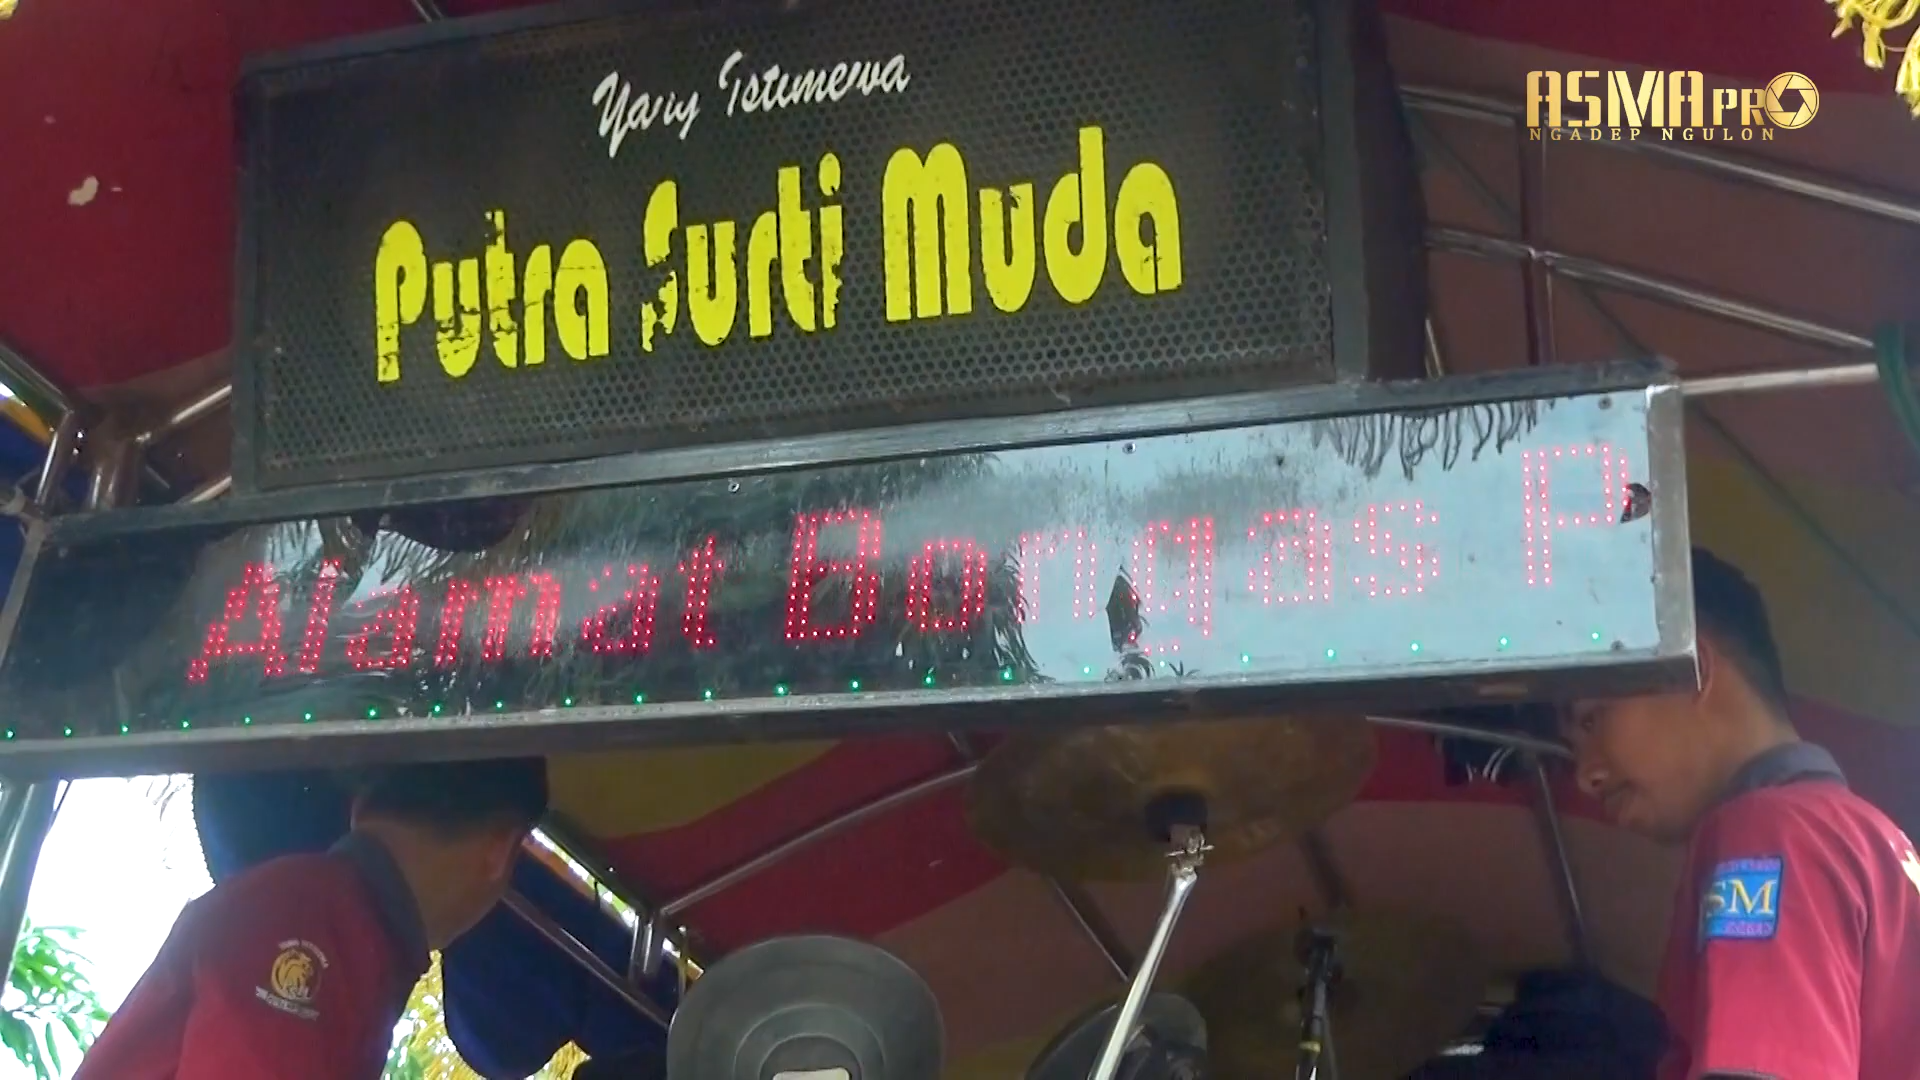 Yang Istimewa
Putra Surti Muda
ASMA PRO
NGADEP NGULON
Alamat Bongas P
SM